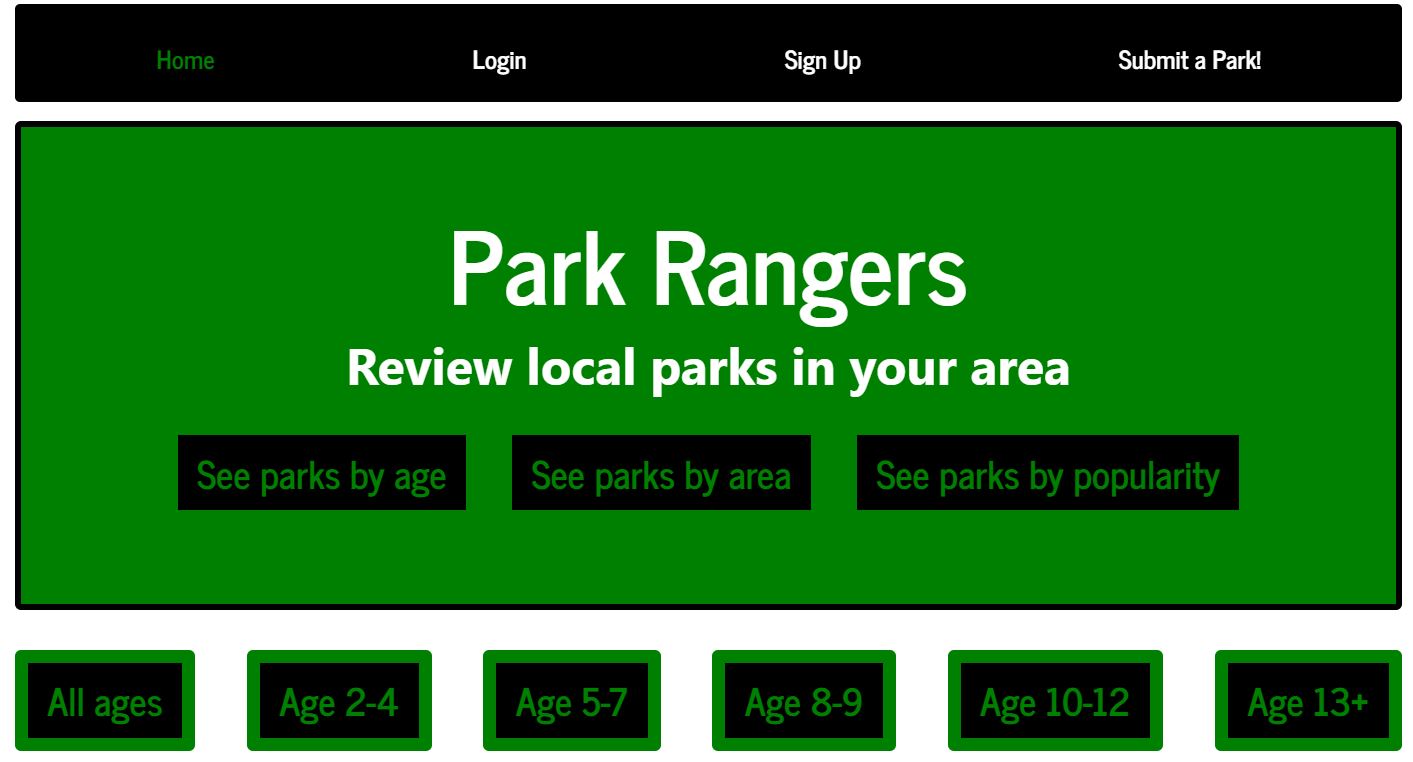 Home Login Sign Up Submit a Park!
Park Rangers
Review local parks in your area
See parks by age See parks by area See parks by popularity
All ages Age 2-4 Age 5-7 Age 8-9 Age 10-12 Age 13+